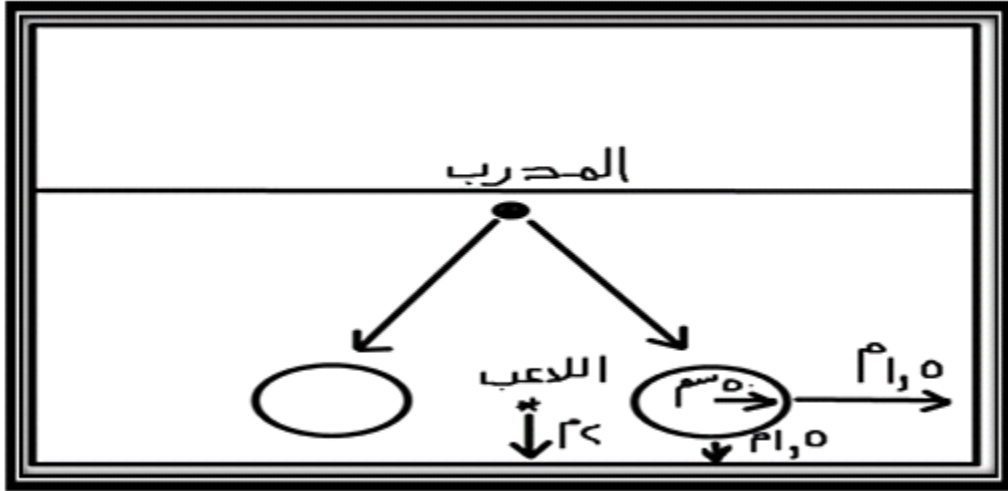 المدرب
١,٥م
اللاعب
٥٠سم
١,٥م
٢م